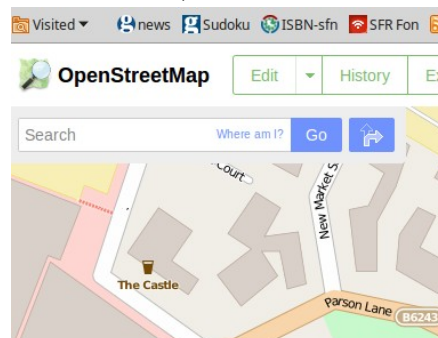 Visited news Sudoku ISBN-sfn SFR Fon
OpenStreetMap Edit History
Search Where am I? Go
Court
New Market S
The Castle
Parson Lane B6243